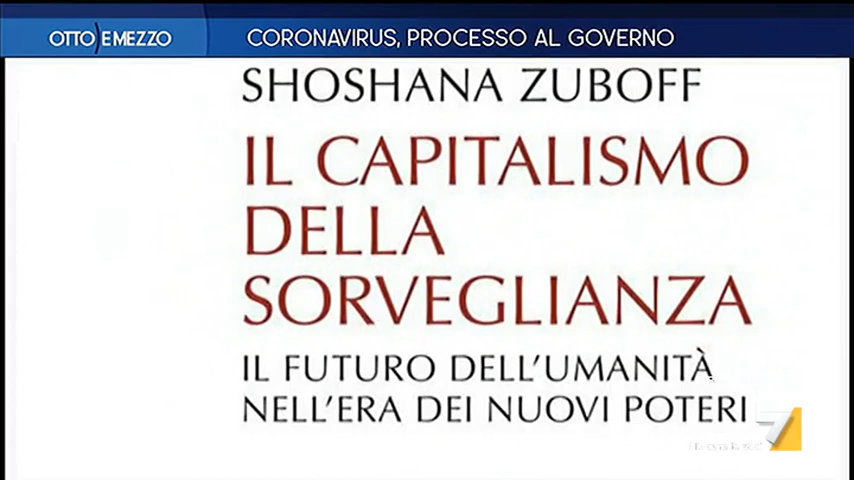 OTTO E MEZZO
CORONAVIRUS, PROCESSO AL GOVERNO
SHOSHANA ZUBOFF
IL CAPITALISMO
DELLA
SORVEGLIANZA
IL FUTURO DELL'UMANITÀ
NELL'ERA DEI NUOVI POTERI
7